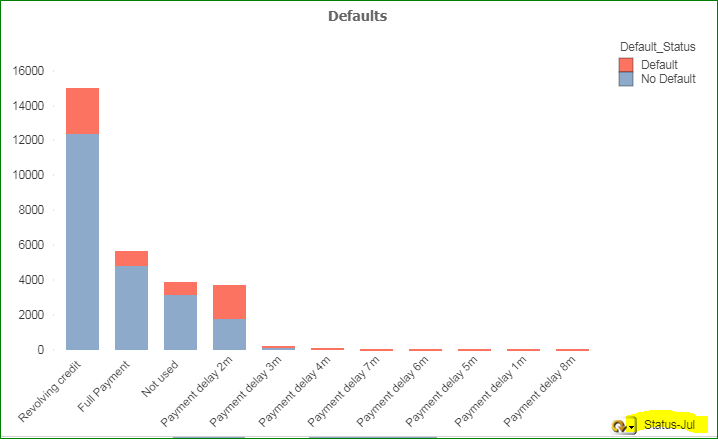 Defaults
Default_Status
Default
No Default
16000
14000
12000
10000
8000
6000
4000
2000
0
Revolving credit
Full Payment
Not used
Payment delay 2m
Payment delay 3m
Payment delay 4m
Payment delay 7m
Payment delay 6m
Payment delay 5m
Payment delay 1m
Payment delay 8m
Status-Jul